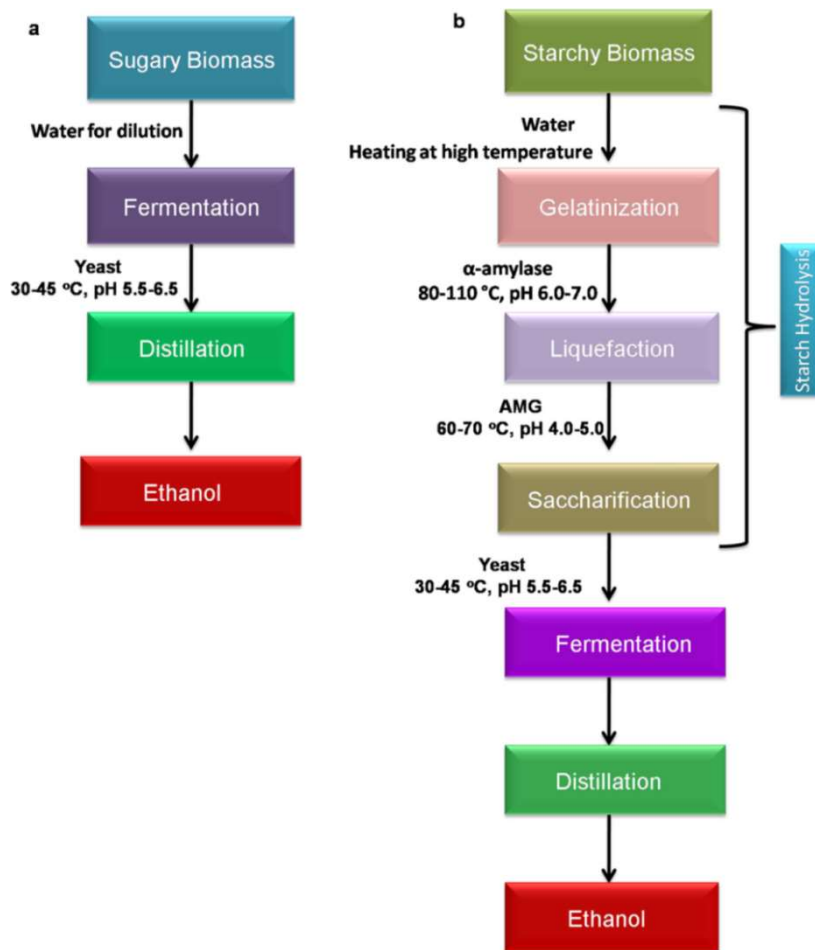 a
Sugary Biomass
Water for dilution
Fermentation
Yeast
30-45 ºC, pH 5.5-6.5
Distillation
Ethanol
b
Starchy Biomass
Water
Heating at high temperature
Gelatinization
α-amylase
80-110 °C, pH 6.0-7.0
Liquefaction
AMG
60-70 ºC, pH 4.0-5.0
Saccharification
Starch Hydrolysis
Yeast
30-45 ºC, pH 5.5-6.5
Fermentation
Distillation
Ethanol